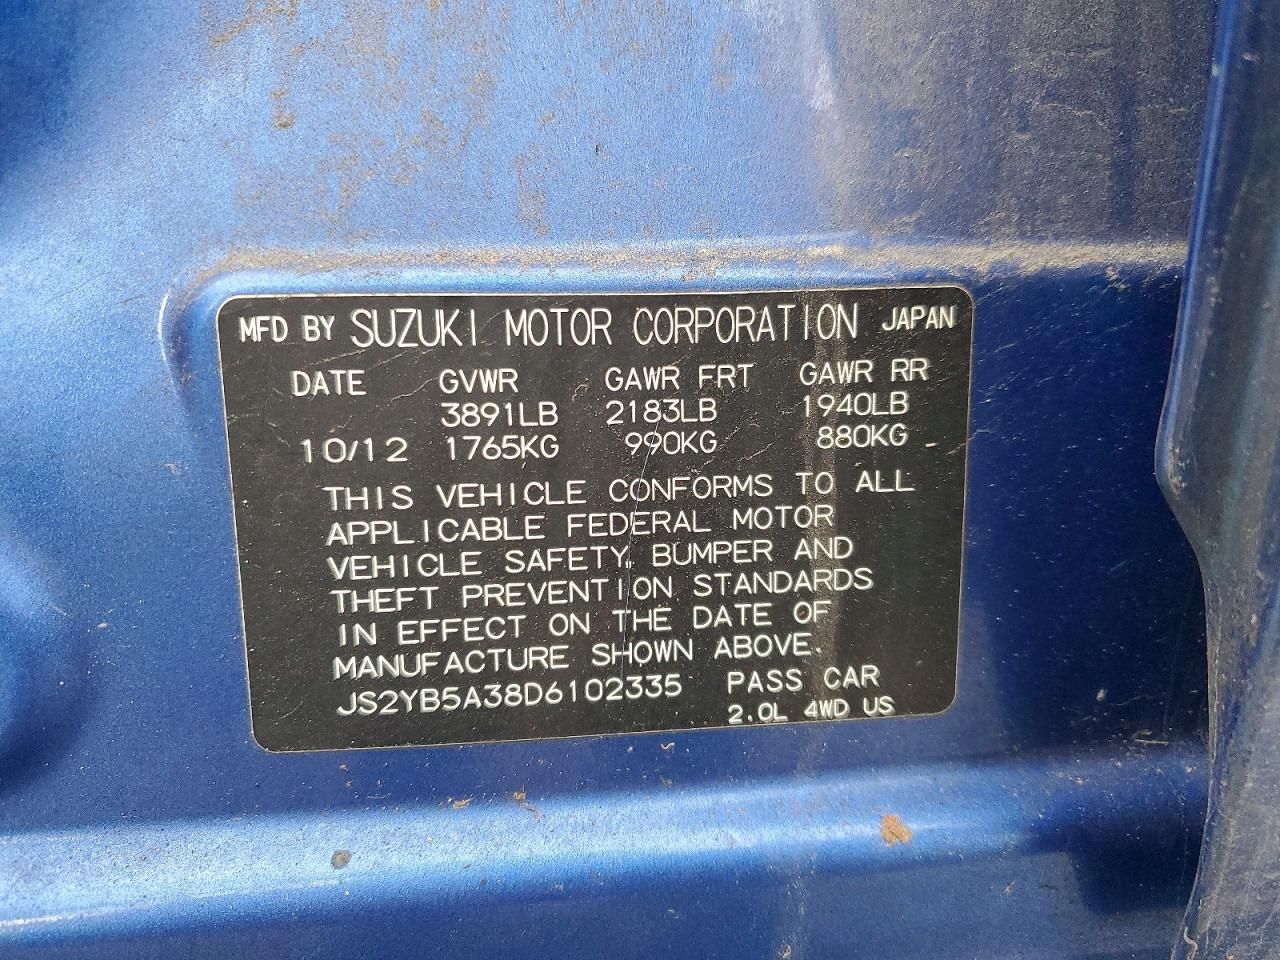 MFD BY SUZUKI MOTOR CORPORATION JAPAN
DATE GVWR GAWR FRT GAWR RR
3891LB 2183LB 1940LB
10/12 1765KG 990KG 880KG
THIS VEHICLE CONFORMS TO ALL
APPLICABLE FEDERAL MOTOR
VEHICLE SAFETY, BUMPER AND
THEFT PREVENTION STANDARDS
IN EFFECT ON THE DATE OF
MANUFACTURE SHOWN ABOVE.
JS2YB5A38D6102335 PASS CAR
2.0L 4WD US